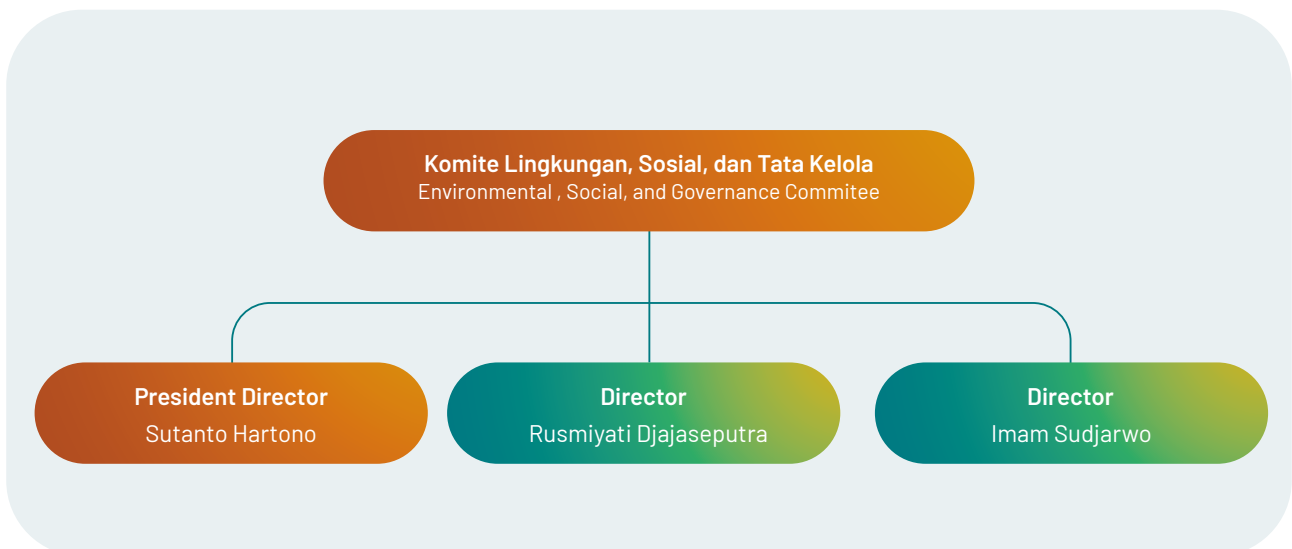 Komite Lingkungan, Sosial, dan Tata Kelola
Environmental , Social, and Governance Commitee
President Director
Sutanto Hartono
Director
Rusmiyati Djajaseputra
Director
Imam Sudjarwo